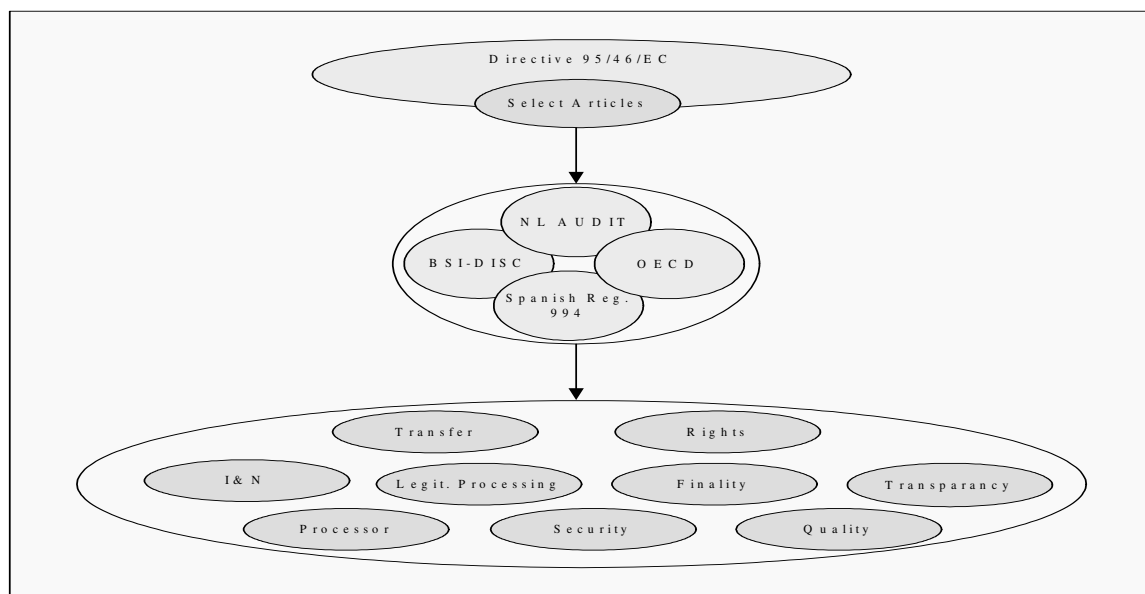 Directive 95/46/EC
Select Articles
NL AUDIT
BSI-DISC
OECD
Spanish Reg.
994
Transfer
Rights
I&N
Legit. Processing
Finality
Transparancy
Processor
Security
Quality